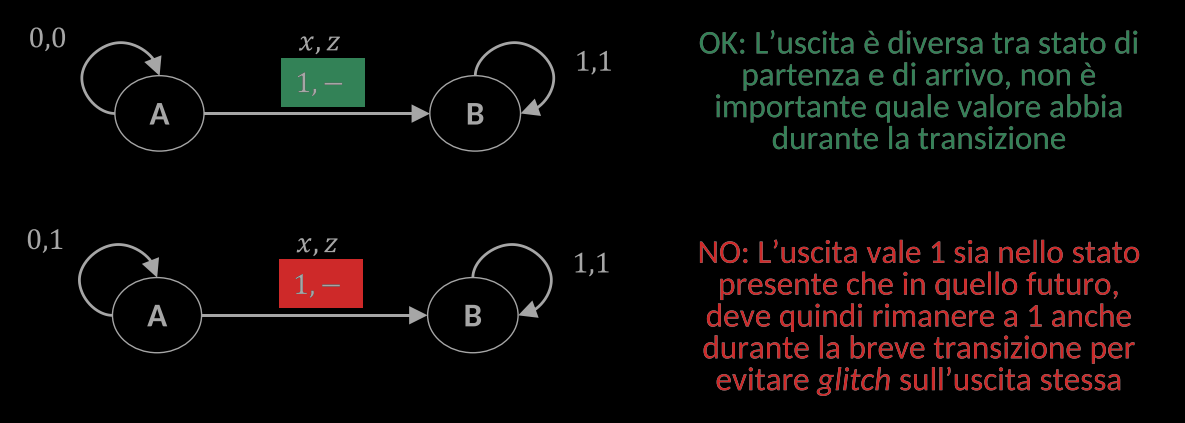 0,0
x, z
1, −
1,1
A
B
OK: L’uscita è diversa tra stato di
partenza e di arrivo, non è
importante quale valore abbia
durante la transizione
0,1
x, z
1, −
1,1
A
B
NO: L’uscita vale 1 sia nello stato
presente che in quello futuro,
deve quindi rimanere a 1 anche
durante la breve transizione per
evitare glitch sull’uscita stessa